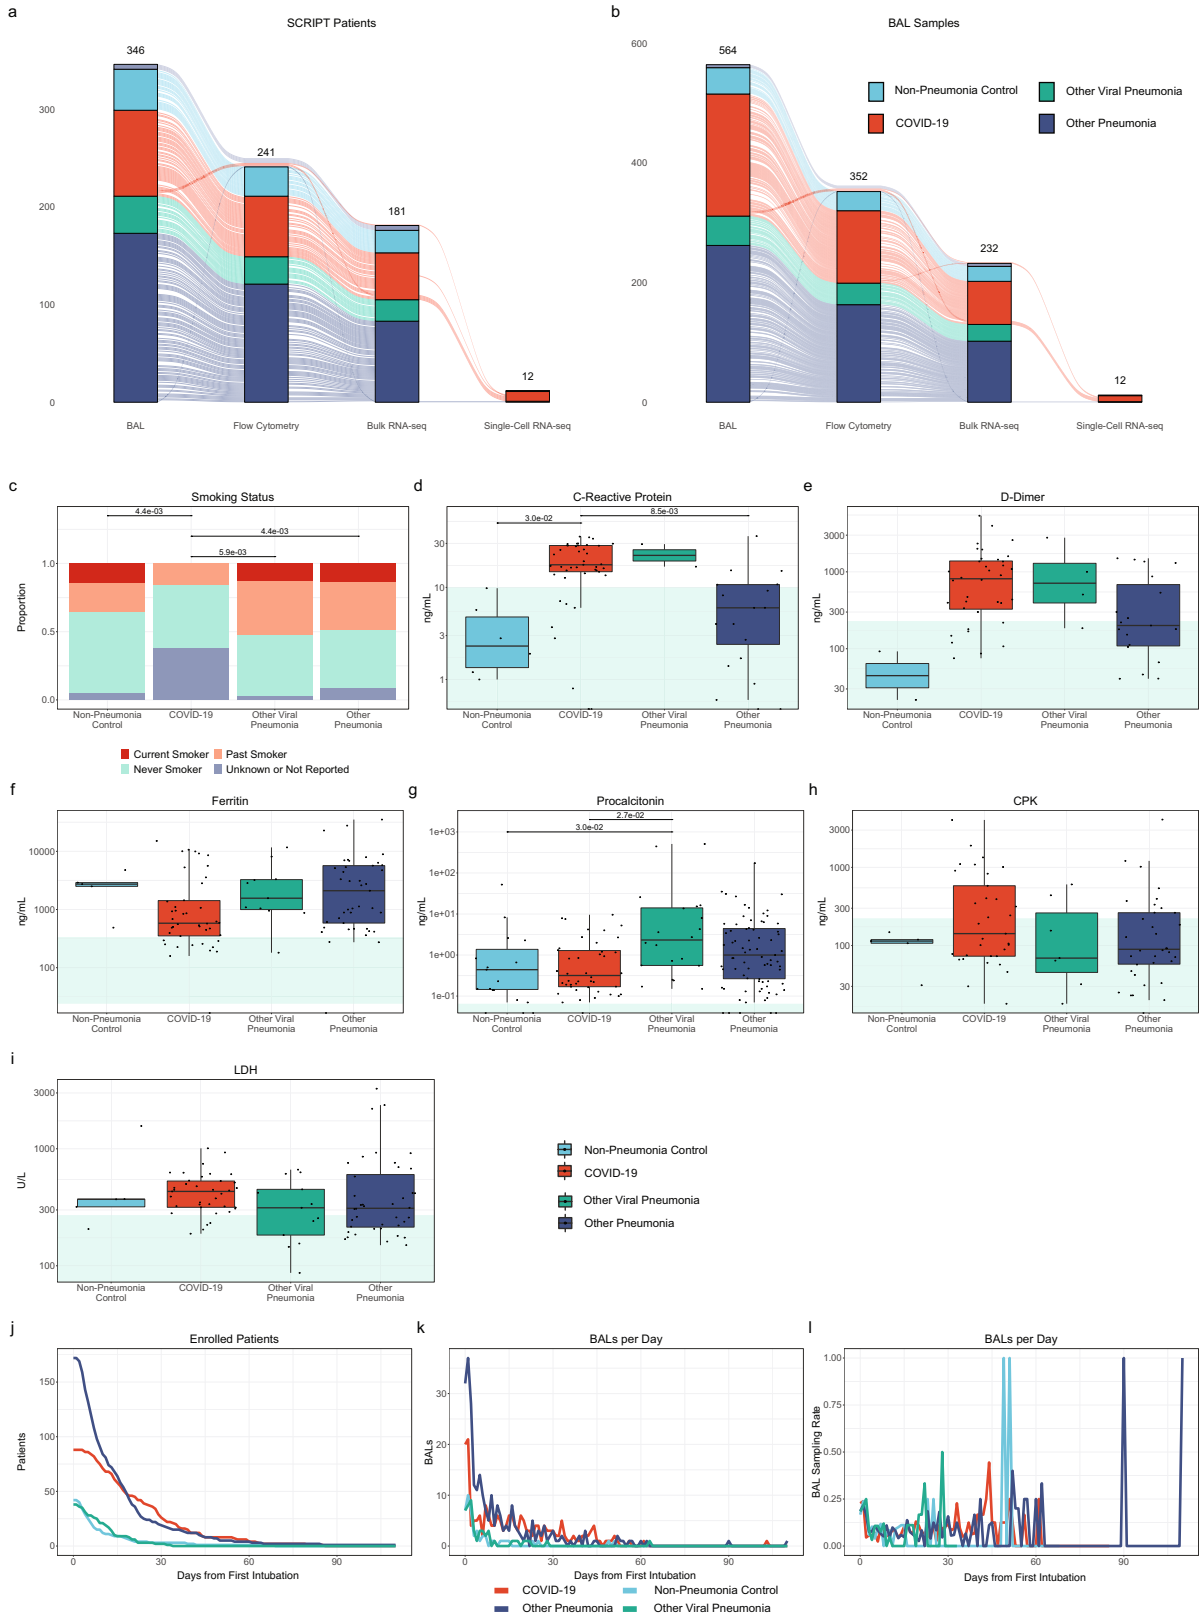 a
SCRIPT Patients
346
241
181
12
300
200
100
0
BAL
Flow Cytometry
Bulk RNA-seq
Single-Cell RNA-seq
b
BAL Samples
600
564
352
232
12
400
200
0
Non-Pneumonia Control
Other Viral Pneumonia
COVID-19
Other Pneumonia
BAL
Flow Cytometry
Bulk RNA-seq
Single-Cell RNA-seq
c
Smoking Status
4.4e-03
4.4e-03
5.9e-03
1.0
0.5
0.0
Proportion
Non-Pneumonia
Control
COVID-19
Other Viral
Pneumonia
Other
Pneumonia
Current Smoker
Past Smoker
Never Smoker
Unknown or Not Reported
d
C-Reactive Protein
3.0e-02
8.5e-03
30
10
3
1
ng/mL
Non-Pneumonia
Control
COVID-19
Other Viral
Pneumonia
Other
Pneumonia
e
D-Dimer
3000
1000
300
100
30
ng/mL
Non-Pneumonia
Control
COVID-19
Other Viral
Pneumonia
Other
Pneumonia
f
Ferritin
10000
1000
100
ng/mL
Non-Pneumonia
Control
COVID-19
Other Viral
Pneumonia
Other
Pneumonia
g
Procalcitonin
2.7e-02
3.0e-02
1e+03
1e+02
1e+01
1e+00
1e-01
ng/mL
Non-Pneumonia
Control
COVID-19
Other Viral
Pneumonia
Other
Pneumonia
h
CPK
3000
1000
300
100
30
ng/mL
Non-Pneumonia
Control
COVID-19
Other Viral
Pneumonia
Other
Pneumonia
i
LDH
3000
1000
300
100
U/L
Non-Pneumonia
Control
COVID-19
Other Viral
Pneumonia
Other
Pneumonia
Non-Pneumonia Control
COVID-19
Other Viral Pneumonia
Other Pneumonia
j
Enrolled Patients
150
100
50
0
Patients
0
30
60
90
Days from First Intubation
k
BALs per Day
30
20
10
0
BALs
0
30
60
90
Days from First Intubation
l
BALs per Day
1.00
0.75
0.50
0.25
0.00
BAL Sampling Rate
0
30
60
90
Days from First Intubation
COVID-19
Non-Pneumonia Control
Other Pneumonia
Other Viral Pneumonia